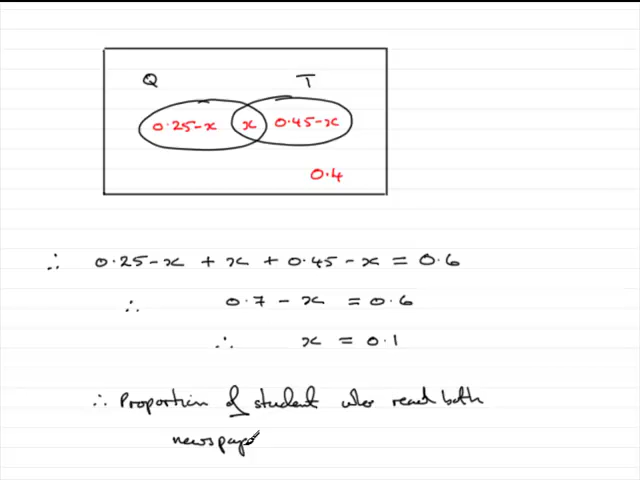 Q T
0.25-x x 0.45-x
0.4
∴ 0.25-x + x + 0.45-x = 0.6
∴ 0.7 - x = 0.6
∴ x = 0.1
∴ Proportion of student who read both
newspape